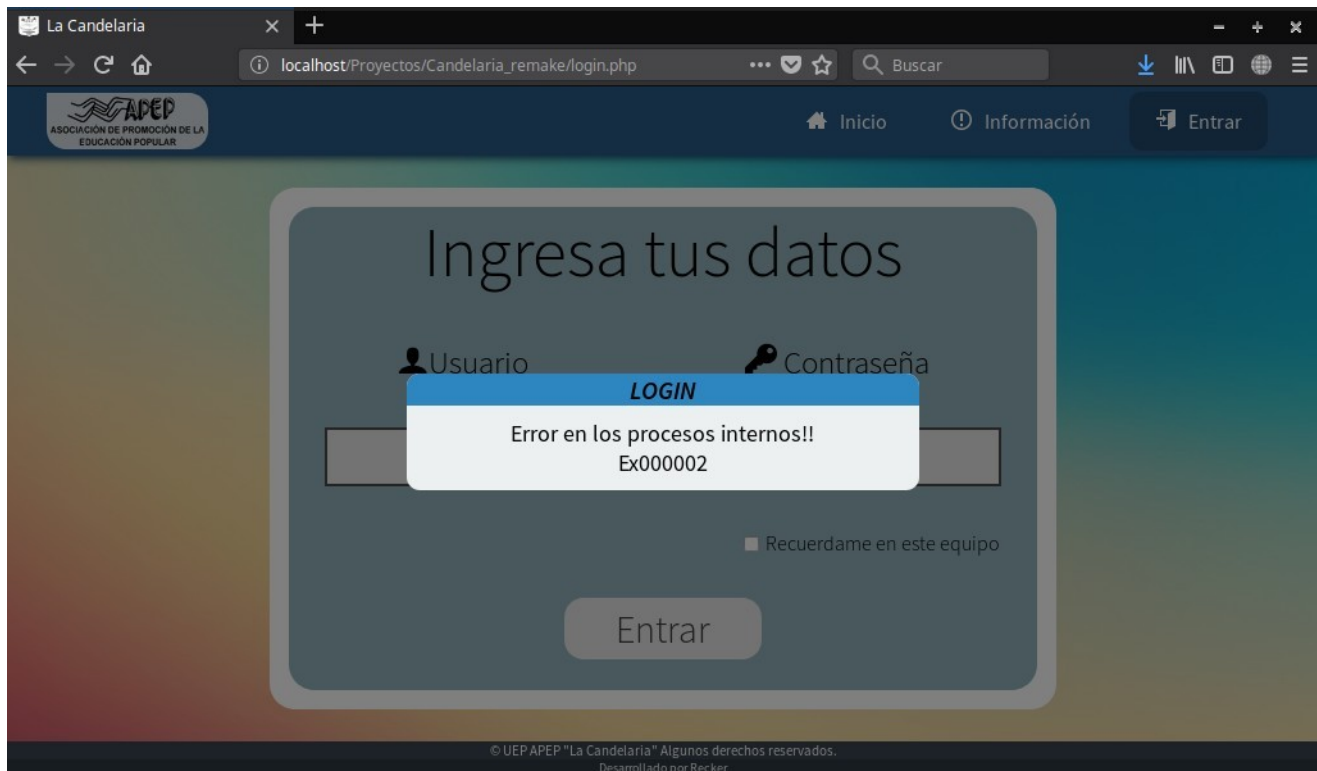 La Candelaria
localhost/Proyectos/Candelaria_remake/login.php
Buscar
APEP
ASOCIACIÓN DE PROMOCIÓN DE LA
EDUCACIÓN POPULAR
Inicio
Información
Entrar
Ingresa tus datos
Usuario
Contraseña
LOGIN
Error en los procesos internos!!
Ex000002
Recuerdame en este equipo
Entrar
© UEP APEP "La Candelaria" Algunos derechos reservados.
Desarrollado por Recker